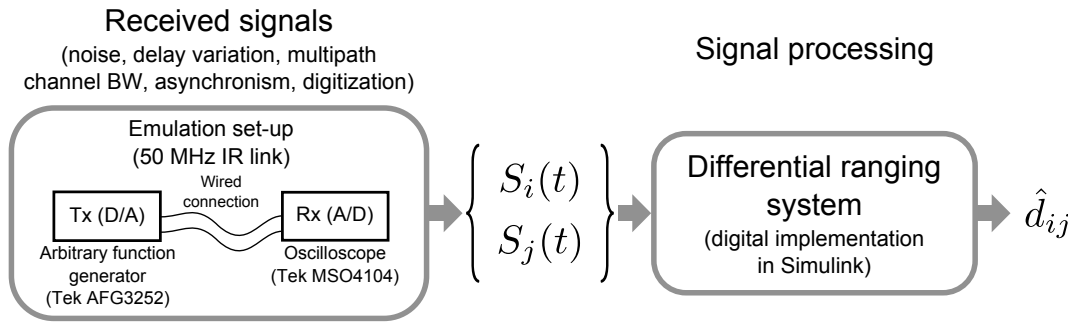 Received signals
(noise, delay variation, multipath
channel BW, asynchronism, digitization)
Signal processing
Emulation set-up
(50 MHz IR link)
Wired
connection
Tx (D/A)
Rx (A/D)
Arbitrary function
generator
(Tek AFG3252)
Oscilloscope
(Tek MSO4104)
S_i(t)
S_j(t)
Differential ranging
system
(digital implementation
in Simulink)
\hat{d}_{ij}